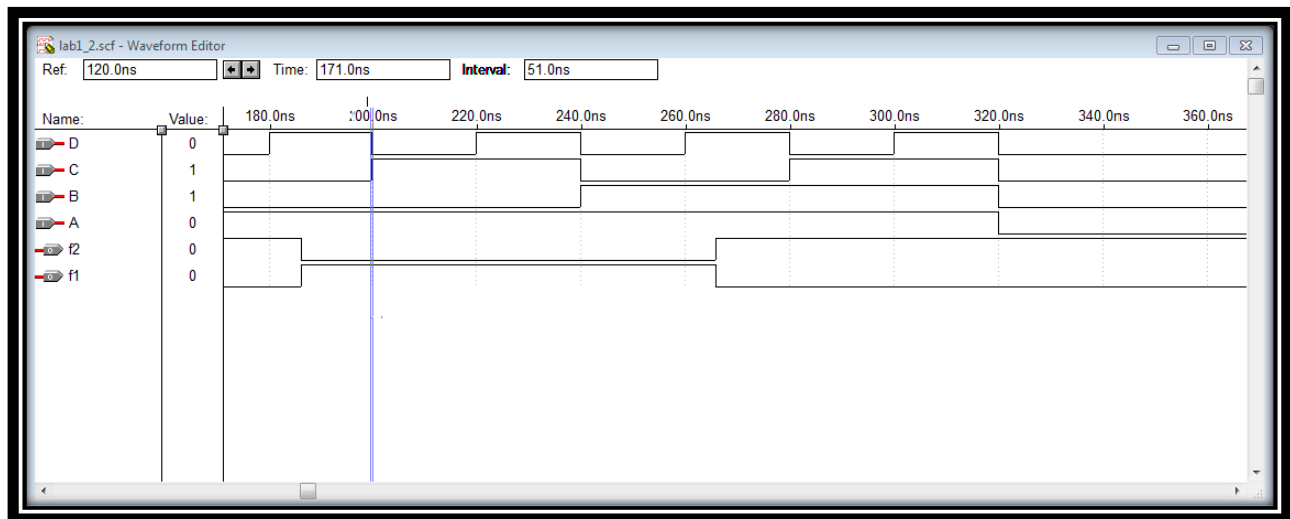 lab1_2.scf - Waveform Editor
Ref: 120.0ns Time: 171.0ns Interval: 51.0ns
Name: Value: 180.0ns 200.0ns 220.0ns 240.0ns 260.0ns 280.0ns 300.0ns 320.0ns 340.0ns 360.0ns
D 0
C 1
B 1
A 0
f2 0
f1 0